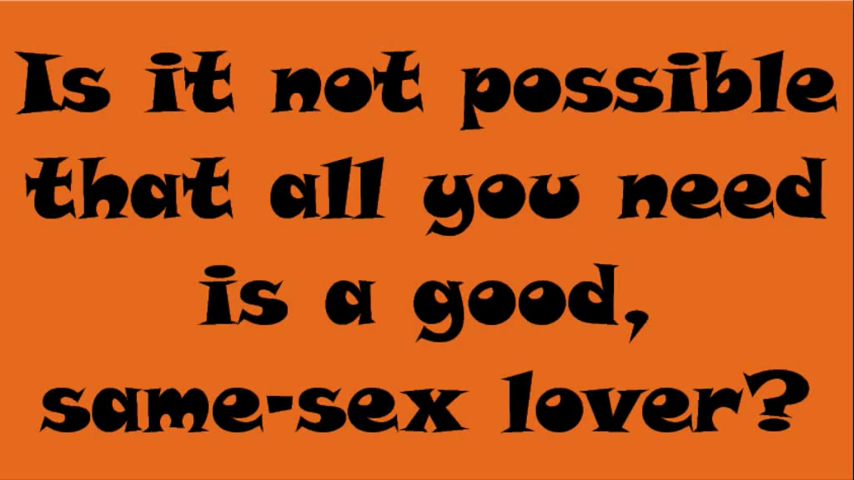 Is it not possible
that all you need
is a good,
same-sex lover?